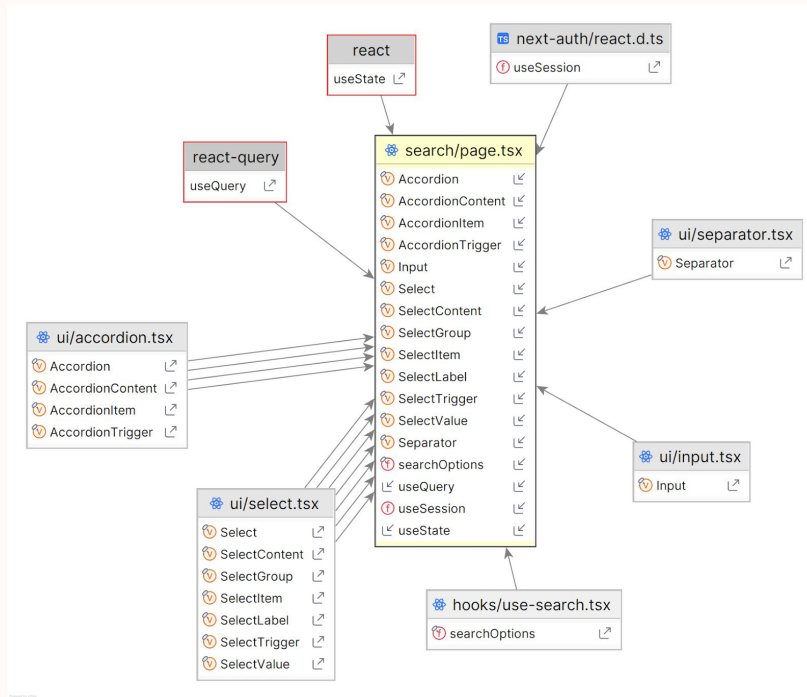 react
useState
TS next-auth/react.d.ts
f useSession
search/page.tsx
V Accordion
V AccordionContent
V AccordionItem
V AccordionTrigger
V Input
V Select
V SelectContent
V SelectGroup
V SelectItem
V SelectLabel
V SelectTrigger
V SelectValue
V Separator
f searchOptions
useQuery
f useSession
useState
react-query
useQuery
ui/separator.tsx
V Separator
ui/accordion.tsx
V Accordion
V AccordionContent
V AccordionItem
V AccordionTrigger
ui/input.tsx
V Input
ui/select.tsx
V Select
V SelectContent
V SelectGroup
V SelectItem
V SelectLabel
V SelectTrigger
V SelectValue
hooks/use-search.tsx
f searchOptions